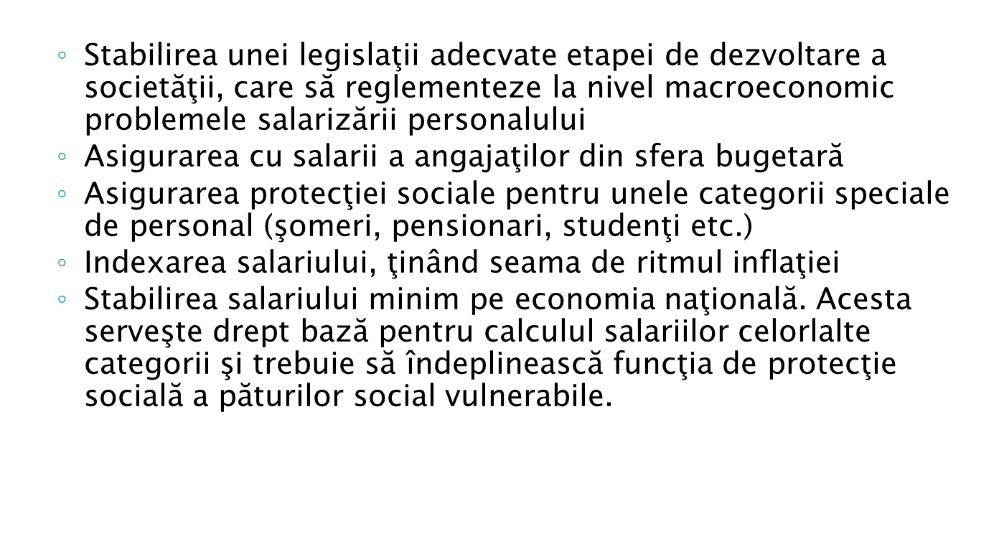 ◦ Stabilirea unei legislaţii adecvate etapei de dezvoltare a
societăţii, care să reglementeze la nivel macroeconomic
problemele salarizării personalului
◦ Asigurarea cu salarii a angajaţilor din sfera bugetară
◦ Asigurarea protecţiei sociale pentru unele categorii speciale
de personal (şomeri, pensionari, studenţi etc.)
◦ Indexarea salariului, ţinând seama de ritmul inflaţiei
◦ Stabilirea salariului minim pe economia naţională. Acesta
serveşte drept bază pentru calculul salariilor celorlalte
categorii şi trebuie să îndeplinească funcţia de protecţie
socială a păturilor social vulnerabile.